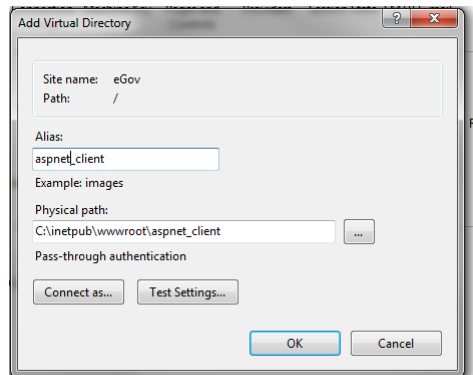 Add Virtual Directory
Site name: eGov
Path: /
Alias:
aspnet_client
Example: images
Physical path:
C:\inetpub\wwwroot\aspnet_client
...
Pass-through authentication
Connect as...
Test Settings...
OK
Cancel